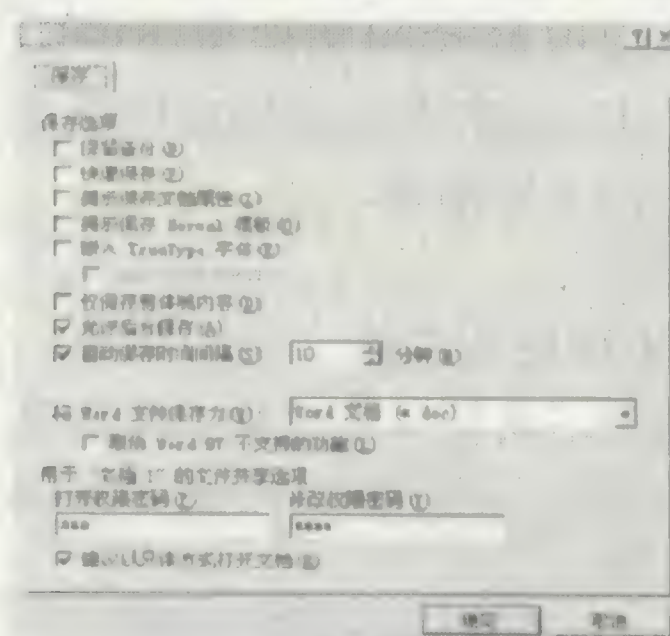 保存
保存选项
保留备份(B)
快速保存(F)
提示保存文档属性(I)
提示保存 Normal 模板(O)
嵌入 TrueType 字体(E)
仅保存窗体域内容(D)
允许后台保存(A)
自动保存时间间隔(S) 10 分钟(M)
将 Word 文件保存为(W): Word 文档 (*.doc)
Word 97 不支持的功能(L)
用于 的文件共享选项
打开权限密码(P) 修改权限密码(T)
*** ****
建议以只读方式打开文档(R)
确定 取消